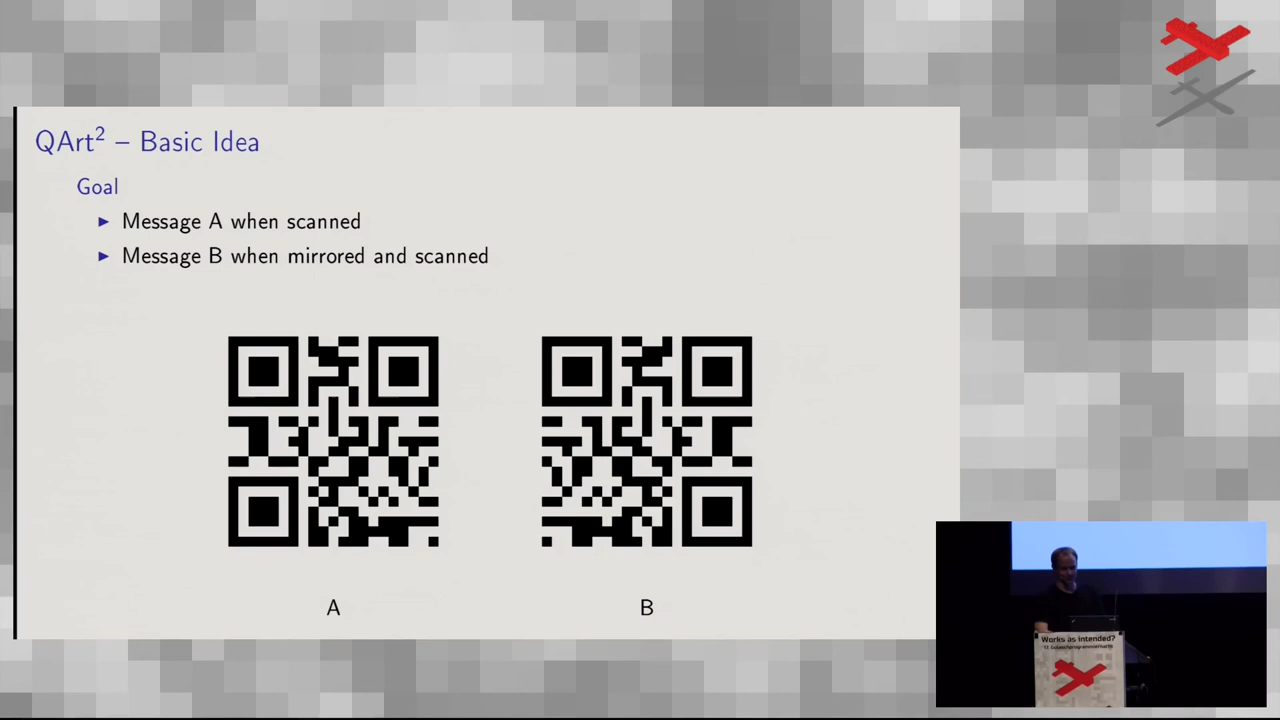 QArt² – Basic Idea
Goal
▶ Message A when scanned
▶ Message B when mirrored and scanned
A
B
Works as intended?